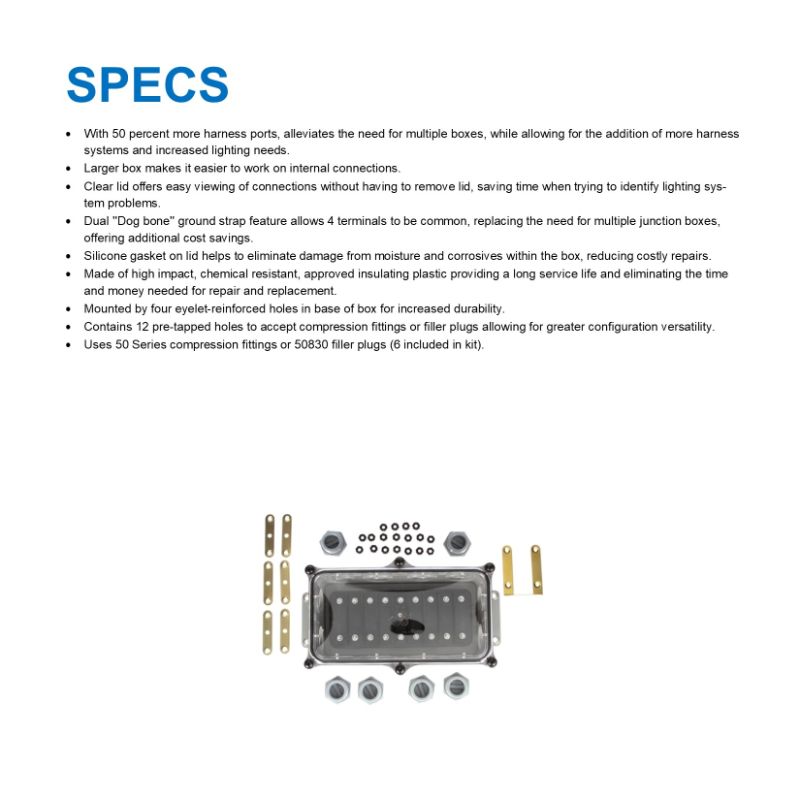 SPECS
• With 50 percent more harness ports, alleviates the need for multiple boxes, while allowing for the addition of more harness
systems and increased lighting needs.
• Larger box makes it easier to work on internal connections.
• Clear lid offers easy viewing of connections without having to remove lid, saving time when trying to identify lighting sys-
tem problems.
• Dual "Dog bone" ground strap feature allows 4 terminals to be common, replacing the need for multiple junction boxes,
offering additional cost savings.
• Silicone gasket on lid helps to eliminate damage from moisture and corrosives within the box, reducing costly repairs.
• Made of high impact, chemical resistant, approved insulating plastic providing a long service life and eliminating the time
and money needed for repair and replacement.
• Mounted by four eyelet-reinforced holes in base of box for increased durability.
• Contains 12 pre-tapped holes to accept compression fittings or filler plugs allowing for greater configuration versatility.
• Uses 50 Series compression fittings or 50830 filler plugs (6 included in kit).